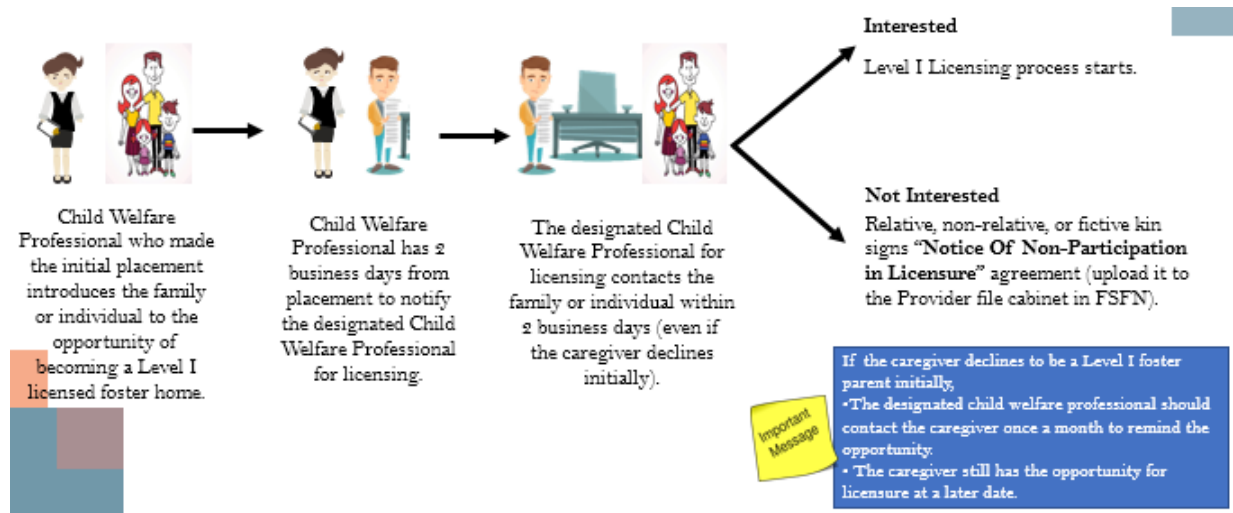 Child Welfare
Professional who made
the initial placement
introduces the family
or individual to the
opportunity of
becoming a Level I
licensed foster home.
Child Welfare
Professional has 2
business days from
placement to notify
the designated Child
Welfare Professional
for licensing.
The designated Child
Welfare Professional for
licensing contacts the
family or individual within
2 business days (even if
the caregiver declines
initially).
Interested
Level I Licensing process starts.
Not Interested
Relative, non-relative, or fictive kin
signs “Notice Of Non-Participation
in Licensure” agreement (upload it to
the Provider file cabinet in FSFN).
Important
Message
If the caregiver declines to be a Level I foster
parent initially,
•The designated child welfare professional should
contact the caregiver once a month to remind the
opportunity.
• The caregiver still has the opportunity for
licensure at a later date.